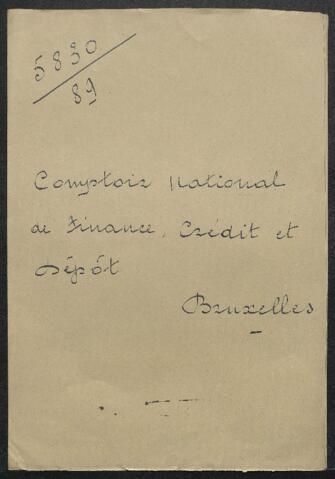 5830
89
Comptoir National
de Finance, Crédit et
Dépôt
Bruxelles